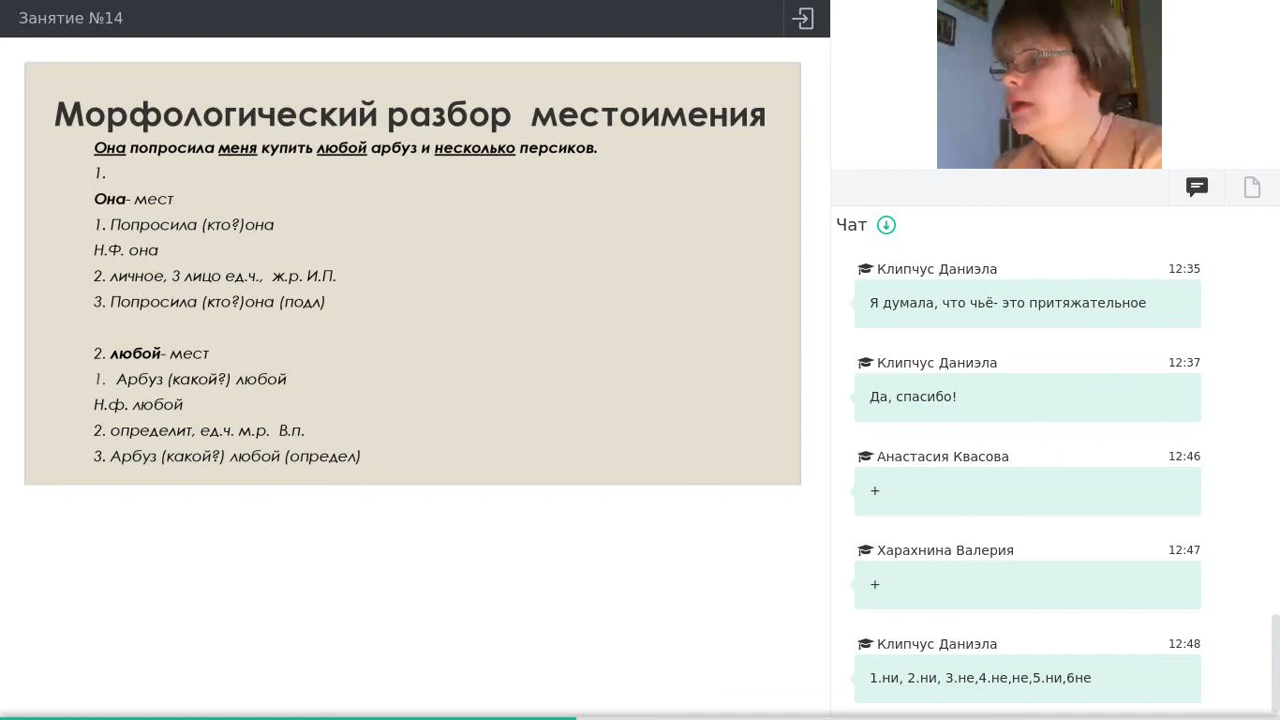 Занятие №14
Морфологический разбор местоимения
Она попросила меня купить любой арбуз и несколько персиков.
1.
Она- мест
1. Попросила (кто?)она
Н.Ф. она
2. личное, 3 лицо ед.ч., ж.р. И.П.
3. Попросила (кто?)она (подл)
2. любой- мест
1. Арбуз (какой?) любой
Н.ф. любой
2. определит, ед.ч. м.р. В.п.
3. Арбуз (какой?) любой (определ)
Чат
Клипчус Даниэла 12:35
Я думала, что чьё- это притяжательное
Клипчус Даниэла 12:37
Да, спасибо!
Анастасия Квасова 12:46
+
Харахнина Валерия 12:47
+
Клипчус Даниэла 12:48
1.ни, 2.ни, 3.не,4.не,не,5.ни,6не